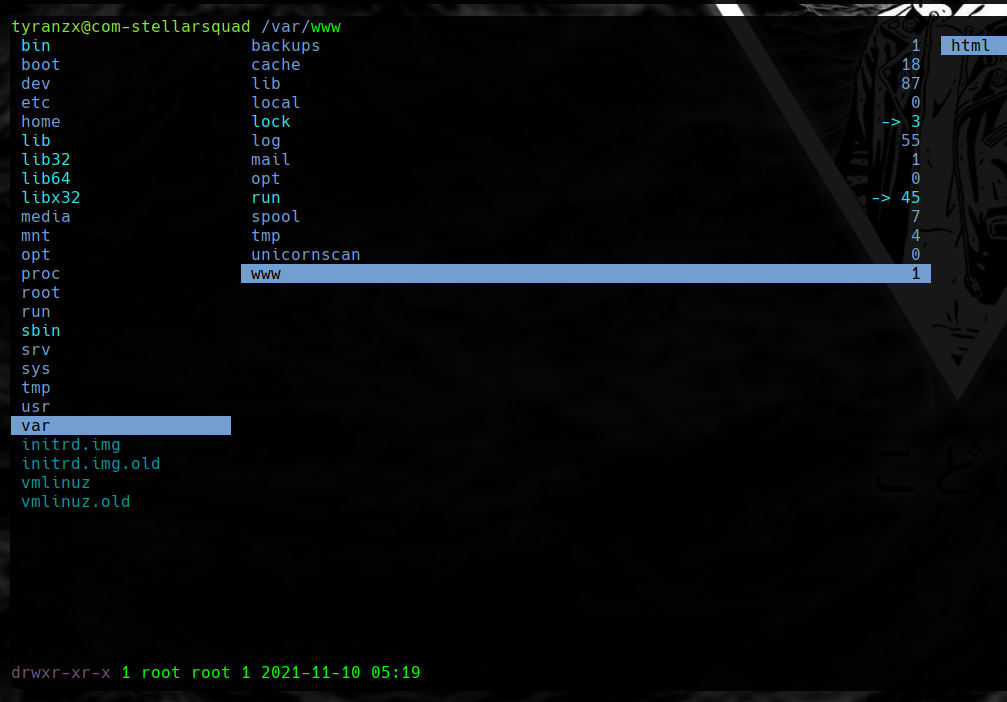 tyranzx@com-stellarsquad /var/www
bin backups 1 html
boot cache 18
dev lib 87
etc local 0
home lock -> 3
lib log 55
lib32 mail 1
lib64 opt 0
libx32 run -> 45
media spool 7
mnt tmp 4
opt unicornscan 0
proc www 1
root
run
sbin
srv
sys
tmp
usr
var
initrd.img
initrd.img.old
vmlinuz
vmlinuz.old
こど
drwxr-xr-x 1 root root 1 2021-11-10 05:19